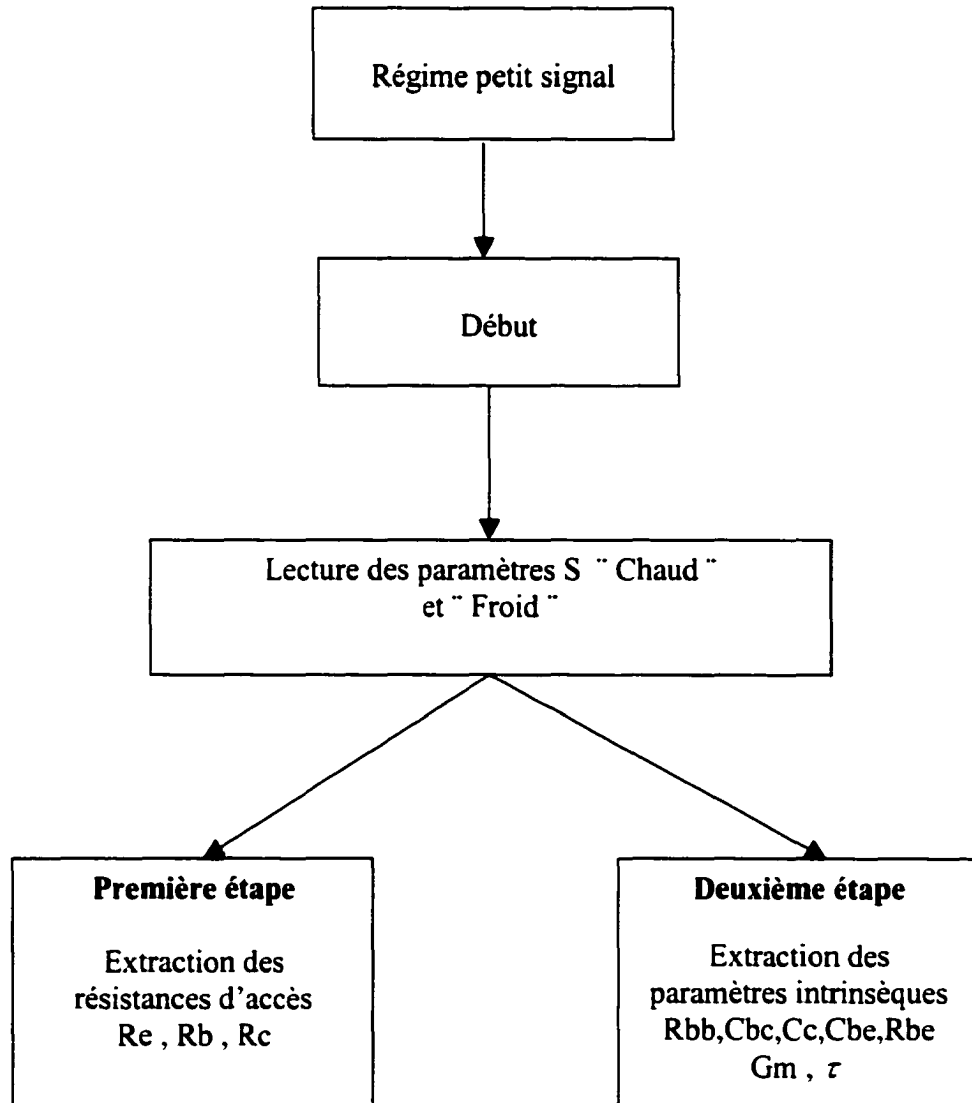 Régime petit signal
Début
Lecture des paramètres S ¨ Chaud ¨
et ¨ Froid ¨
Première étape
Extraction des
résistances d'accès
Re , Rb , Rc
Deuxième étape
Extraction des
paramètres intrinsèques
Rbb,Cbc,Cc,Cbe,Rbe
Gm , τ